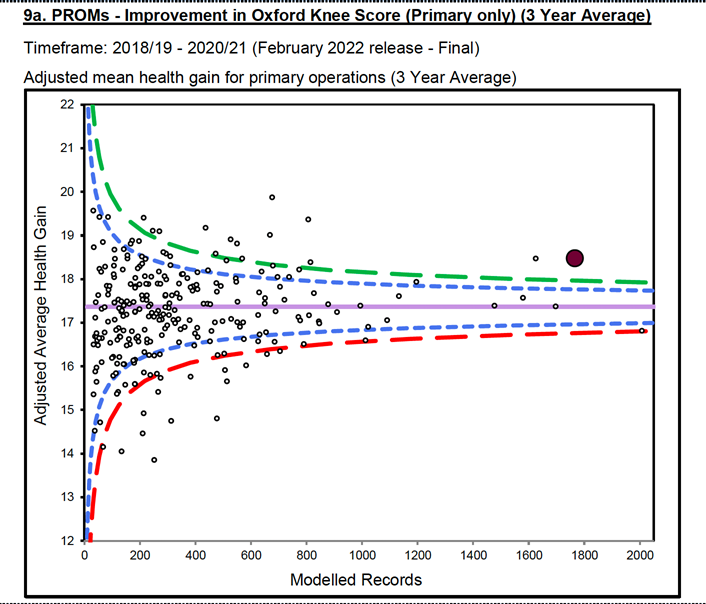 9a. PROMs - Improvement in Oxford Knee Score (Primary only) (3 Year Average)
Timeframe: 2018/19 - 2020/21 (February 2022 release - Final)
Adjusted mean health gain for primary operations (3 Year Average)
Adjusted Average Health Gain
22
21
20
19
18
17
16
15
14
13
12
0 200 400 600 800 1000 1200 1400 1600 1800 2000
Modelled Records